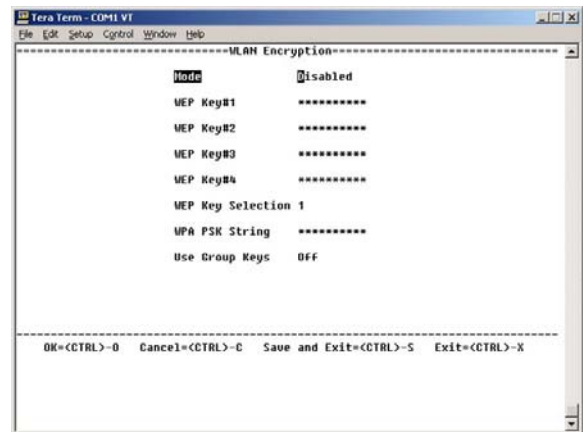 Tera Term - COM1 VT
File Edit Setup Control Window Help
------------------------------WLAN Encryption--------------------------------
Mode Disabled
WEP Key#1 **********
WEP Key#2 **********
WEP Key#3 **********
WEP Key#4 **********
WEP Key Selection 1
WPA PSK String **********
Use Group Keys Off
--------------------------------------------------------------------------------
OK=<CTRL>-O Cancel=<CTRL>-C Save and Exit=<CTRL>-S Exit=<CTRL>-X